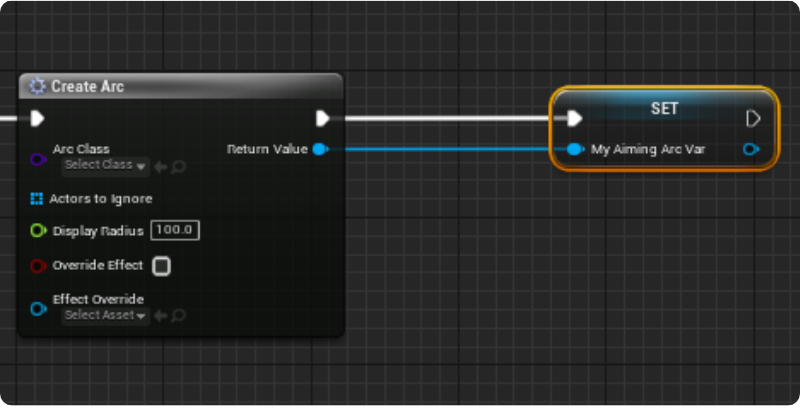 Create Arc
SET
Arc Class
Select Class
Return Value
My Aiming Arc Var
Actors to Ignore
Display Radius 100.0
Override Effect
Effect Override
Select Asset